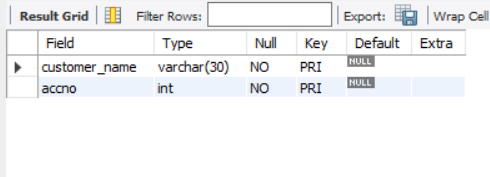 Result Grid Filter Rows: Export: Wrap Cell
Field Type Null Key Default Extra
customer_name varchar(30) NO PRI NULL
accno int NO PRI NULL